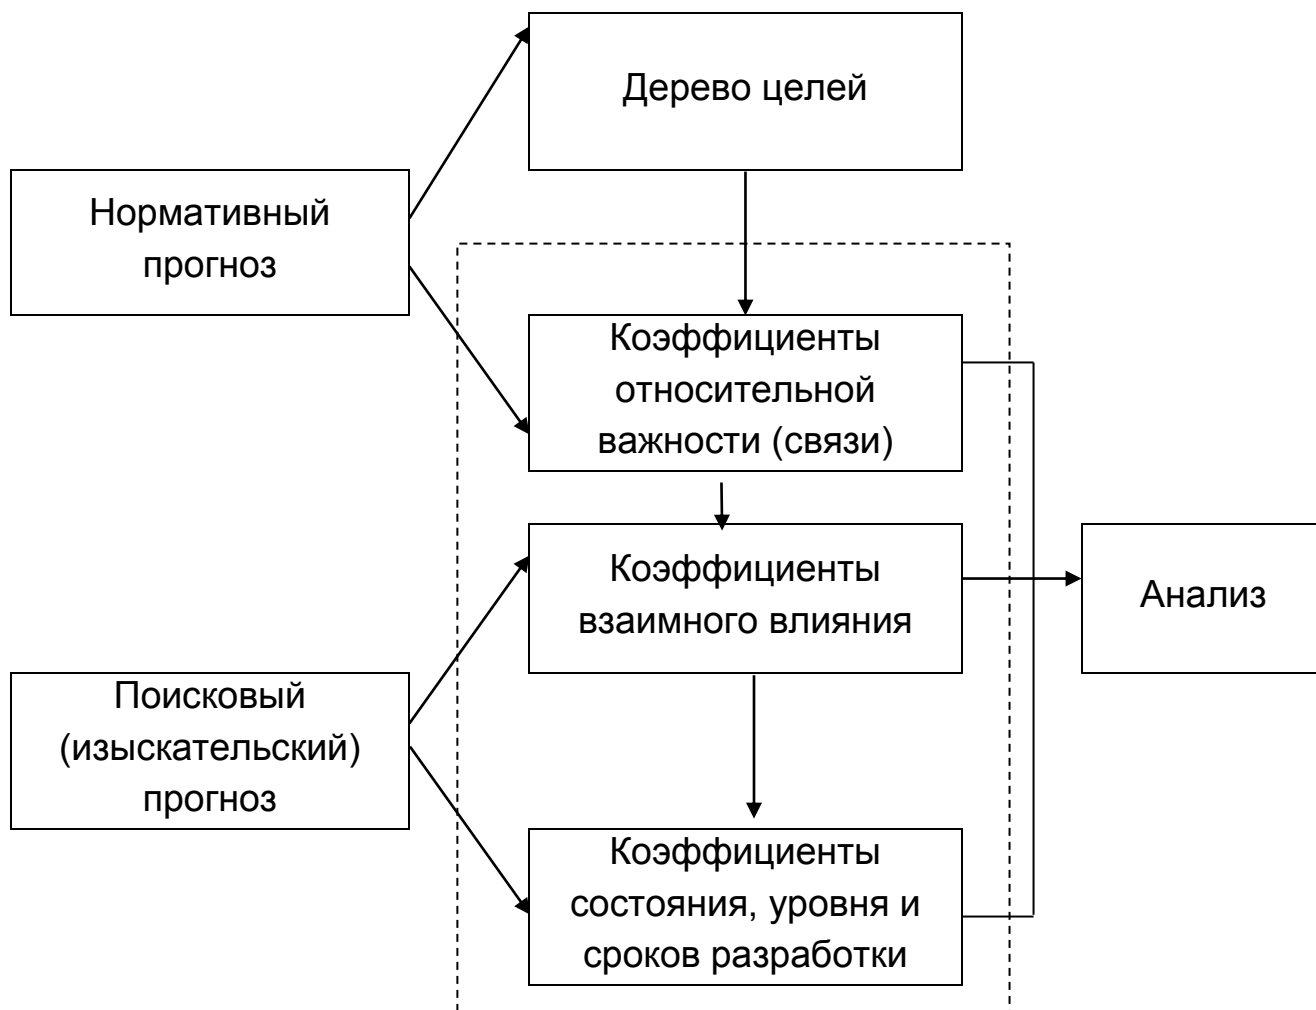 Дерево целей
Нормативный
прогноз
Коэффициенты
относительной
важности (связи)
Коэффициенты
взаимного влияния
Анализ
Поисковый
(изыскательский)
прогноз
Коэффициенты
состояния, уровня и
сроков разработки